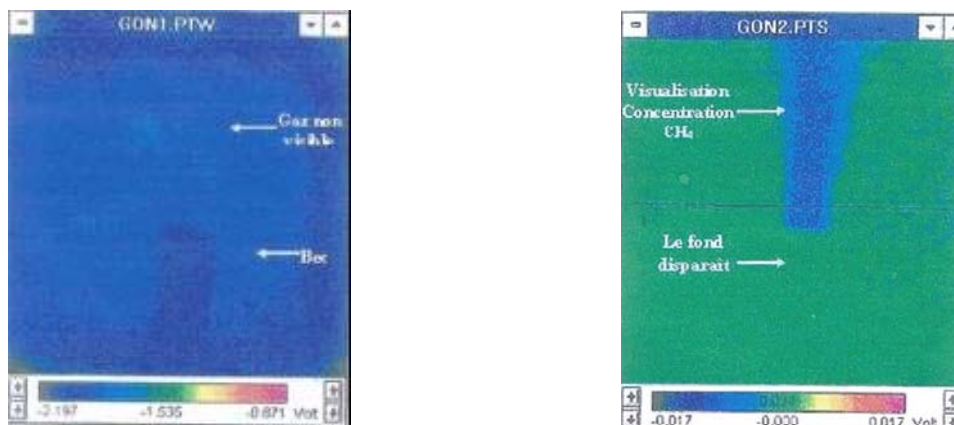 GON1.PTW
Gaz non
visible
Bec
-2.197 -1.535 -0.871 Volt
GON2.PTS
Visualisation
Concentration
CH₄
Le fond
disparaît
-0.017 -0.000 0.017 Volt